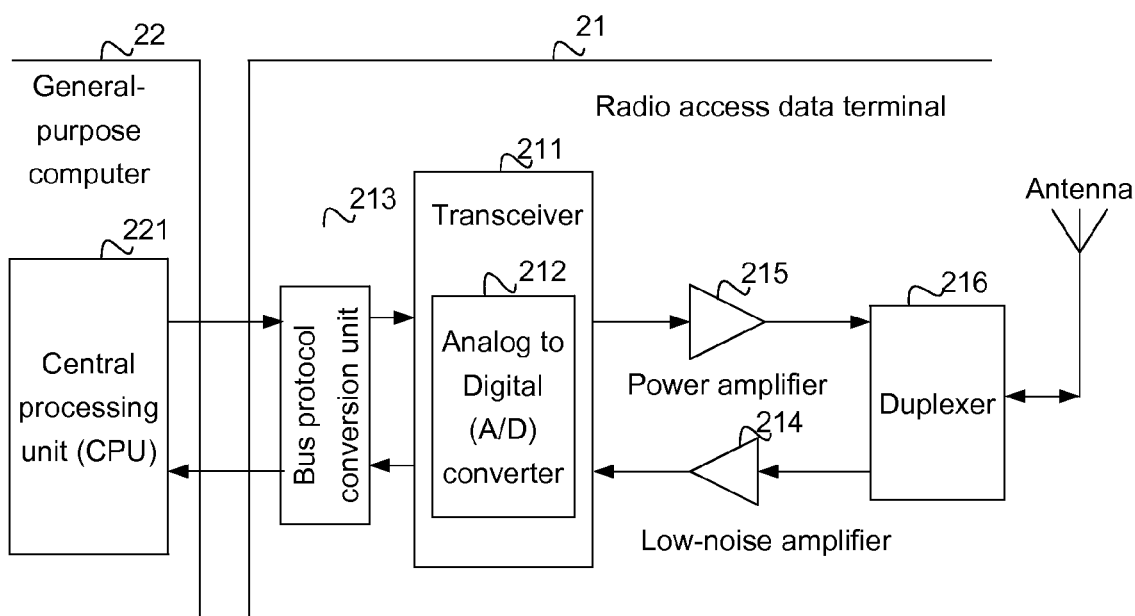 22
21
General-
purpose
computer
Radio access data terminal
211
213
Transceiver
Antenna
221
212
215
216
Central
processing
unit (CPU)
Bus protocol
conversion unit
Analog to
Digital
(A/D)
converter
Power amplifier
Duplexer
214
Low-noise amplifier